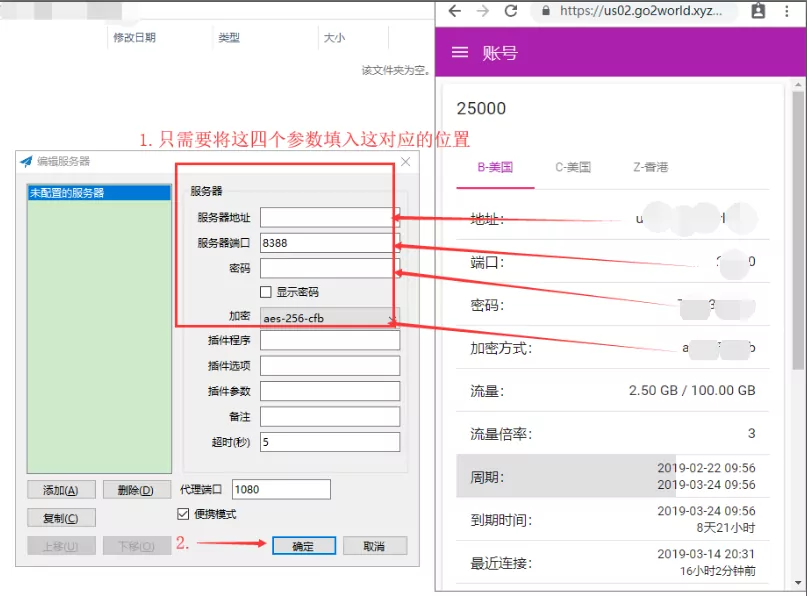 修改日期 类型 大小
该文件夹为空。
1. 只需要将这四个参数填入这对应的位置
编辑服务器
未配置的服务器
服务器
服务器地址
服务器端口 8388
密码
显示密码
加密 aes-256-cfb
插件程序
插件选项
插件参数
备注
超时(秒) 5
添加(A) 删除(D) 代理端口 1080
复制(C) 便携模式
上移(U) 下移(O) 2. 确定 取消
https://us02.go2world.xyz...
账号
25000
B-美国 C-美国 Z-香港
地址:
端口: 0
密码:
加密方式:
流量: 2.50 GB / 100.00 GB
流量倍率: 3
周期: 2019-02-22 09:56
2019-03-24 09:56
到期时间: 2019-03-24 09:56
8天21小时
最近连接: 2019-03-14 20:31
16小时2分钟前